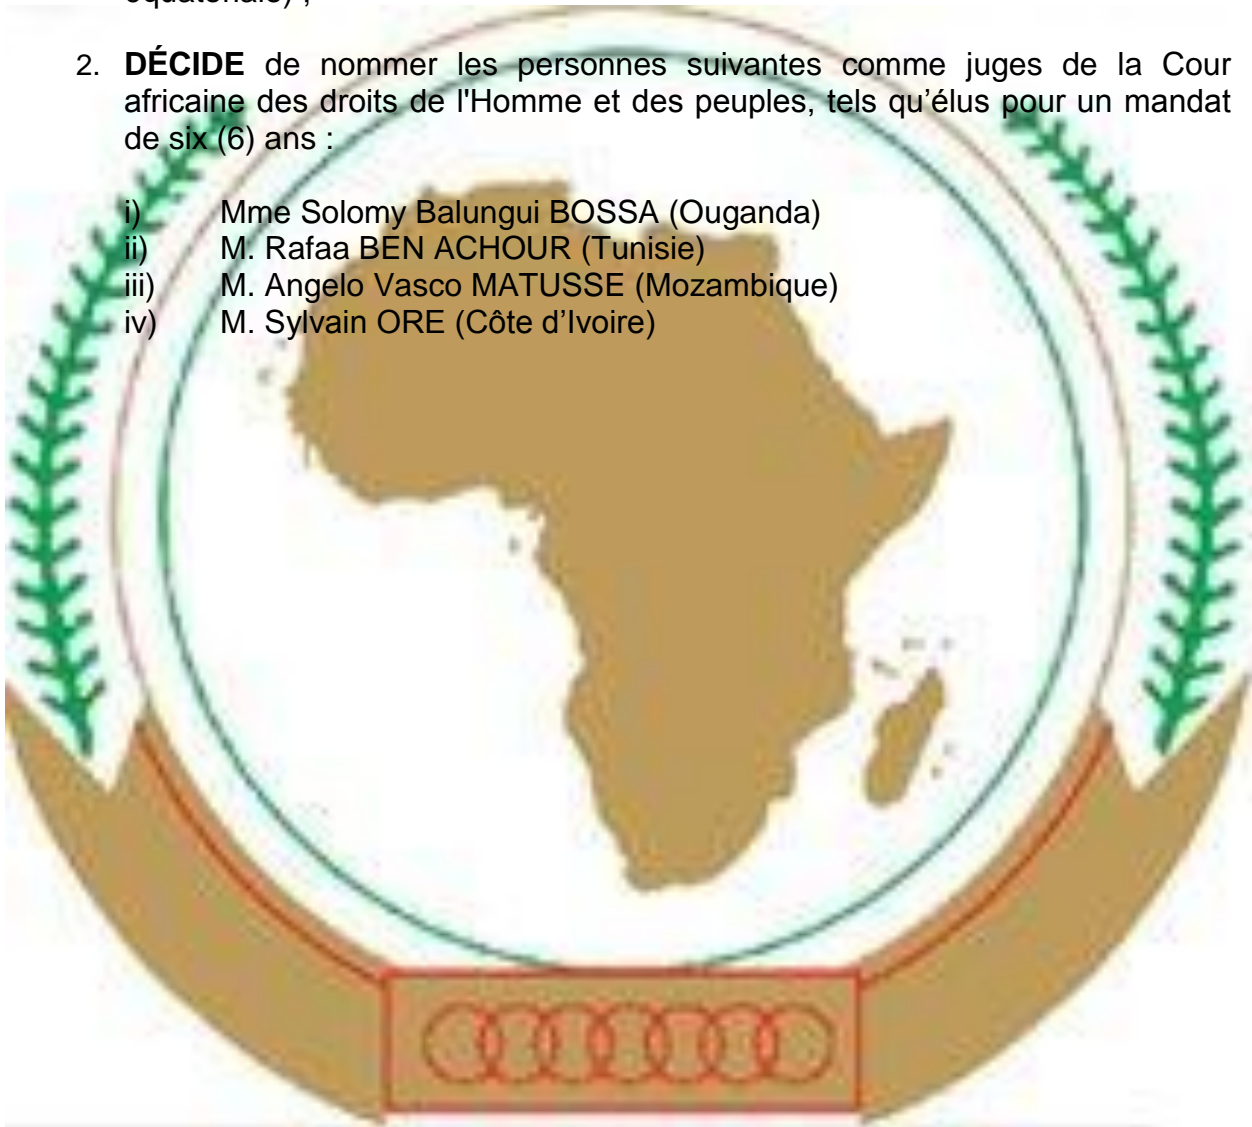 équatoriale) ;
2. DÉCIDE de nommer les personnes suivantes comme juges de la Cour
africaine des droits de l'Homme et des peuples, tels qu’élus pour un mandat
de six (6) ans :
i) Mme Solomy Balungui BOSSA (Ouganda)
ii) M. Rafaa BEN ACHOUR (Tunisie)
iii) M. Angelo Vasco MATUSSE (Mozambique)
iv) M. Sylvain ORE (Côte d’Ivoire)